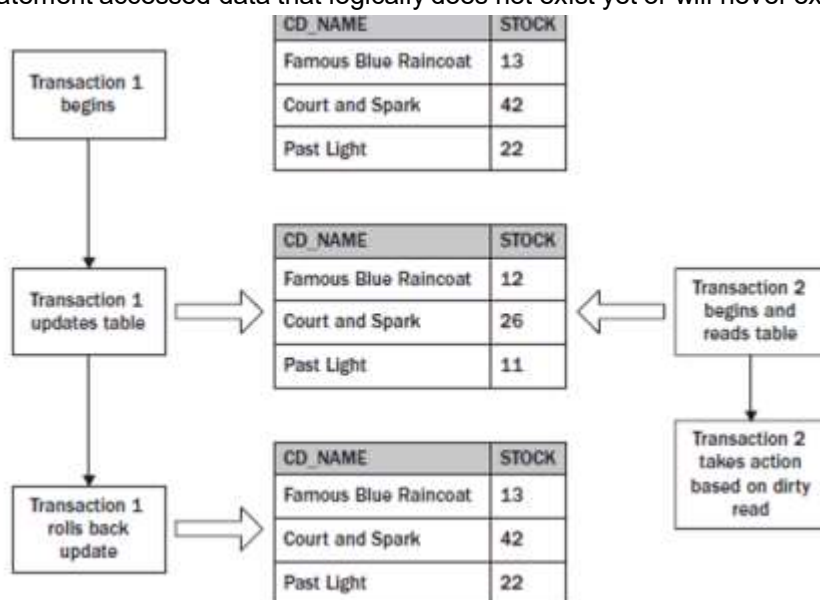 atement accessed data that logically does not exist yet or will never ex
CD_NAME STOCK
Famous Blue Raincoat 13
Court and Spark 42
Past Light 22
Transaction 1
begins
CD_NAME STOCK
Famous Blue Raincoat 12
Court and Spark 26
Past Light 11
Transaction 1
updates table
Transaction 2
begins and
reads table
Transaction 2
takes action
based on dirty
read
CD_NAME STOCK
Famous Blue Raincoat 13
Court and Spark 42
Past Light 22
Transaction 1
rolls back
update